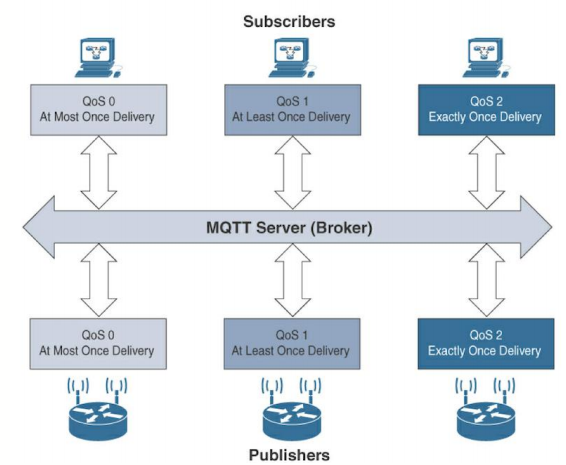 Subscribers
QoS 0
At Most Once Delivery
QoS 1
At Least Once Delivery
QoS 2
Exactly Once Delivery
MQTT Server (Broker)
QoS 0
At Most Once Delivery
QoS 1
At Least Once Delivery
QoS 2
Exactly Once Delivery
Publishers